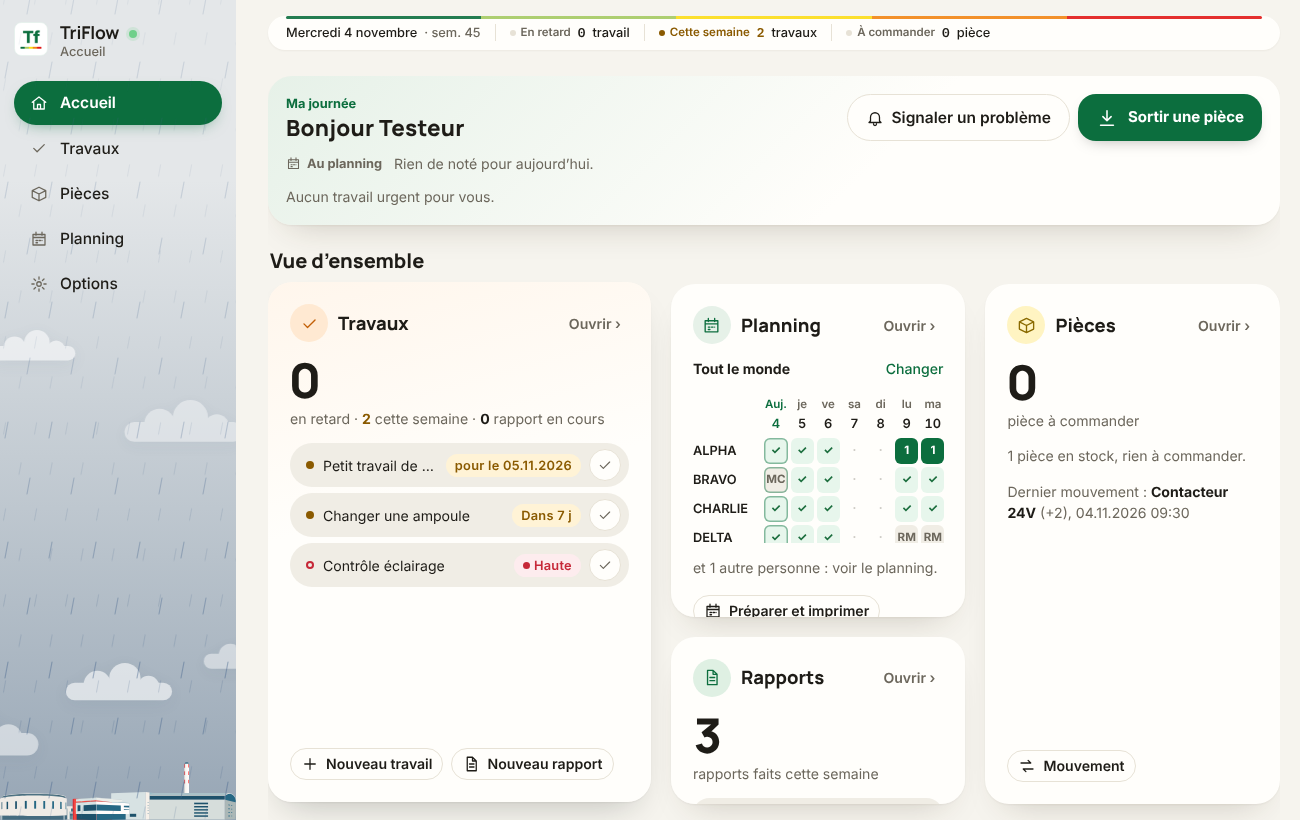 Tf
TriFlow
Accueil
Accueil
Travaux
Pièces
Planning
Options
Mercredi 4 novembre · sem. 45
En retard 0 travail
Cette semaine 2 travaux
À commander 0 pièce
Ma journée
Bonjour Testeur
Au planning Rien de noté pour aujourd’hui.
Aucun travail urgent pour vous.
Signaler un problème
Sortir une pièce
Vue d’ensemble
Travaux
Ouvrir ›
0
en retard · 2 cette semaine · 0 rapport en cours
Petit travail de ... pour le 05.11.2026
Changer une ampoule Dans 7 j
Contrôle éclairage Haute
Nouveau travail
Nouveau rapport
Planning
Ouvrir ›
Tout le monde
Changer
Auj. je ve sa di lu ma
4 5 6 7 8 9 10
ALPHA 1 1
BRAVO MC
CHARLIE
DELTA RM RM
et 1 autre personne : voir le planning.
Préparer et imprimer
Rapports
Ouvrir ›
3
rapports faits cette semaine
Pièces
Ouvrir ›
0
pièce à commander
1 pièce en stock, rien à commander.
Dernier mouvement : Contacteur
24V (+2), 04.11.2026 09:30
Mouvement